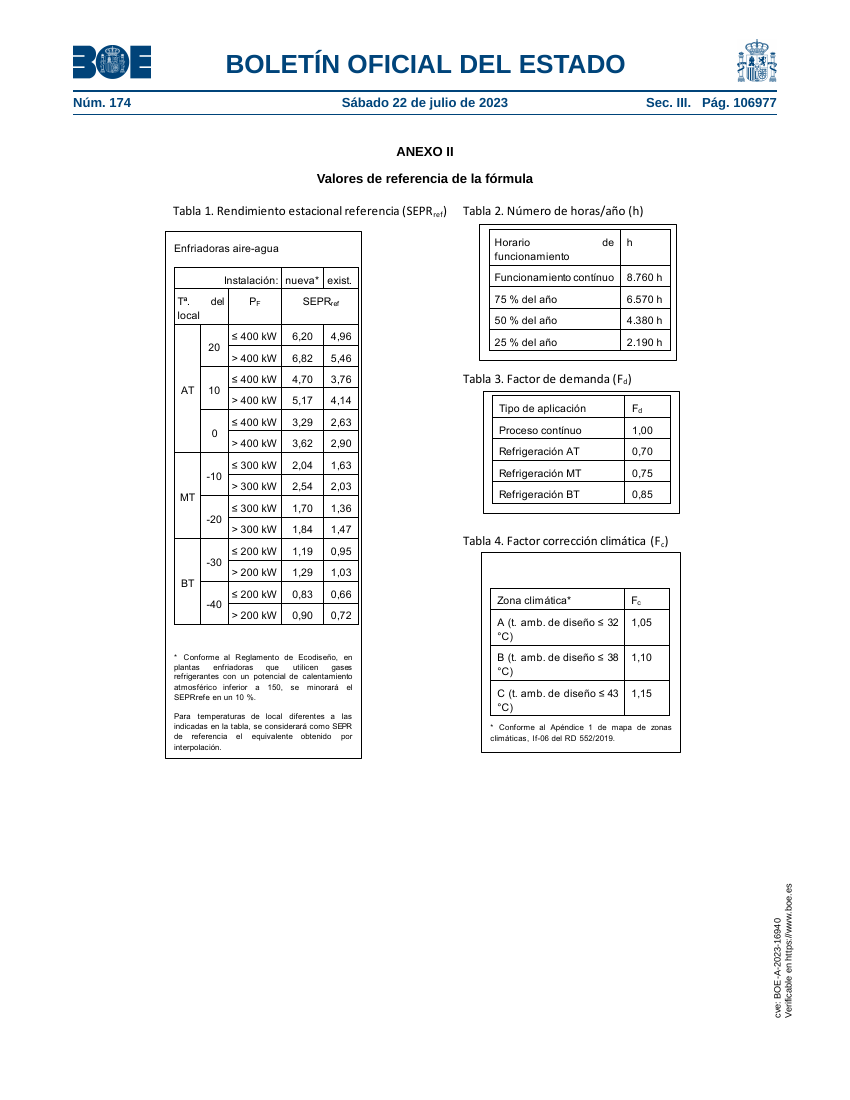 BOE
BOLETÍN OFICIAL DEL ESTADO
Núm. 174 Sábado 22 de julio de 2023 Sec. III. Pág. 106977
ANEXO II
Valores de referencia de la fórmula
Tabla 1. Rendimiento estacional referencia (SEPRref)
Enfriadoras aire-agua
Instalación: nueva* exist.
Tª. del PF SEPRref
local
AT 20 ≤ 400 kW 6,20 4,96
> 400 kW 6,82 5,46
10 ≤ 400 kW 4,70 3,76
> 400 kW 5,17 4,14
0 ≤ 400 kW 3,29 2,63
> 400 kW 3,62 2,90
MT -10 ≤ 300 kW 2,04 1,63
> 300 kW 2,54 2,03
-20 ≤ 300 kW 1,70 1,36
> 300 kW 1,84 1,47
BT -30 ≤ 200 kW 1,19 0,95
> 200 kW 1,29 1,03
-40 ≤ 200 kW 0,83 0,66
> 200 kW 0,90 0,72
* Conforme al Reglamento de Ecodiseño, en
plantas enfriadoras que utilicen gases
refrigerantes con un potencial de calentamiento
atmosférico inferior a 150, se minorará el
SEPRrefe en un 10 %.
Para temperaturas de local diferentes a las
indicadas en la tabla, se considerará como SEPR
de referencia el equivalente obtenido por
interpolación.
Tabla 2. Número de horas/año (h)
Horario de h
funcionamiento
Funcionamiento contínuo 8.760 h
75 % del año 6.570 h
50 % del año 4.380 h
25 % del año 2.190 h
Tabla 3. Factor de demanda (Fd)
Tipo de aplicación Fd
Proceso contínuo 1,00
Refrigeración AT 0,70
Refrigeración MT 0,75
Refrigeración BT 0,85
Tabla 4. Factor corrección climática (Fc)
Zona climática* Fc
A (t. amb. de diseño ≤ 32 1,05
°C)
B (t. amb. de diseño ≤ 38 1,10
°C)
C (t. amb. de diseño ≤ 43 1,15
°C)
* Conforme al Apéndice 1 de mapa de zonas
climáticas, If-06 del RD 552/2019.
cve: BOE-A-2023-16940
Verificable en https://www.boe.es